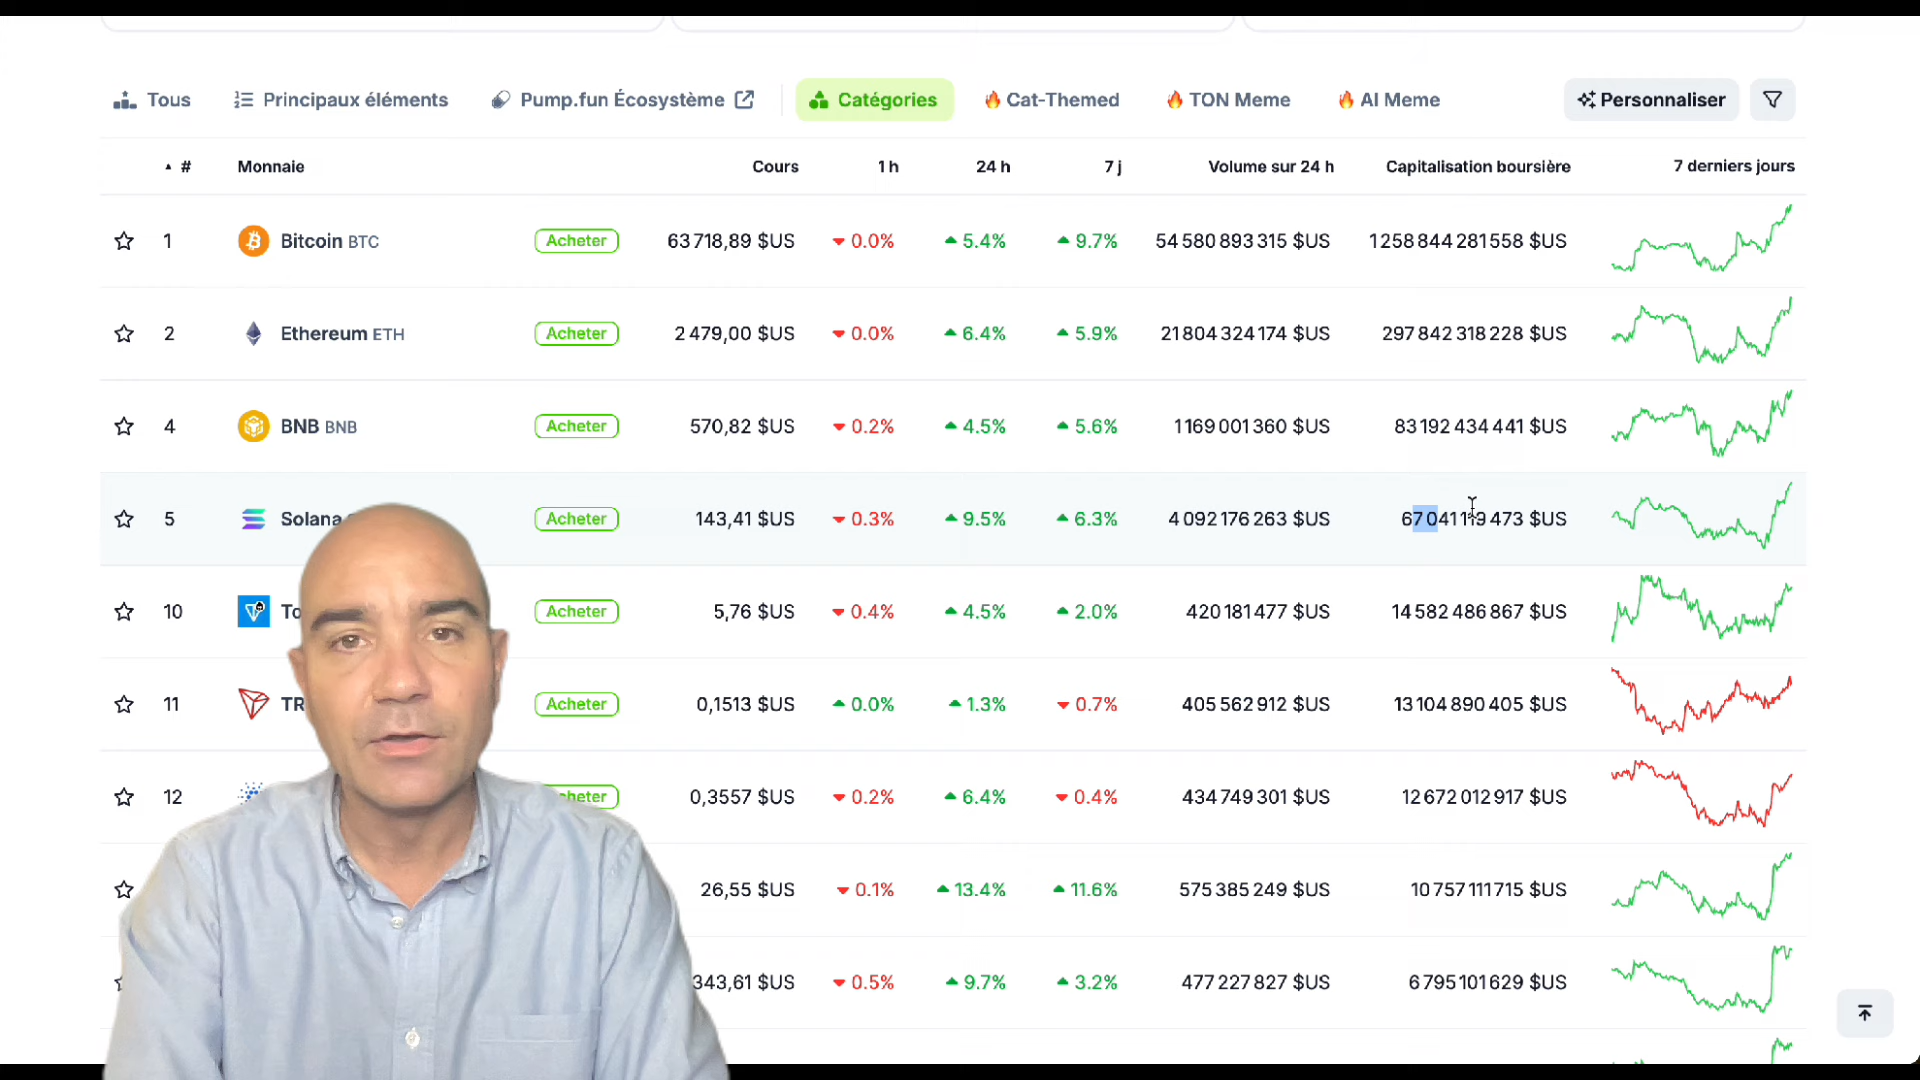 Tous Principaux éléments Pump.fun Écosystème Catégories Cat-Themed TON Meme AI Meme Personnaliser
# Monnaie Cours 1 h 24 h 7 j Volume sur 24 h Capitalisation boursière 7 derniers jours
1 Bitcoin BTC Acheter 63 718,89 $US 0.0% 5.4% 9.7% 54 580 893 315 $US 1 258 844 281 558 $US
2 Ethereum ETH Acheter 2 479,00 $US 0.0% 6.4% 5.9% 21 804 324 174 $US 297 842 318 228 $US
4 BNB BNB Acheter 570,82 $US 0.2% 4.5% 5.6% 1 169 001 360 $US 83 192 434 441 $US
5 Solana Acheter 143,41 $US 0.3% 9.5% 6.3% 4 092 176 263 $US 67 041 119 473 $US
10 To Acheter 5,76 $US 0.4% 4.5% 2.0% 420 181 477 $US 14 582 486 867 $US
11 TR Acheter 0,1513 $US 0.0% 1.3% 0.7% 405 562 912 $US 13 104 890 405 $US
12 cheter 0,3557 $US 0.2% 6.4% 0.4% 434 749 301 $US 12 672 012 917 $US
26,55 $US 0.1% 13.4% 11.6% 575 385 249 $US 10 757 111 715 $US
343,61 $US 0.5% 9.7% 3.2% 477 227 827 $US 6 795 101 629 $US